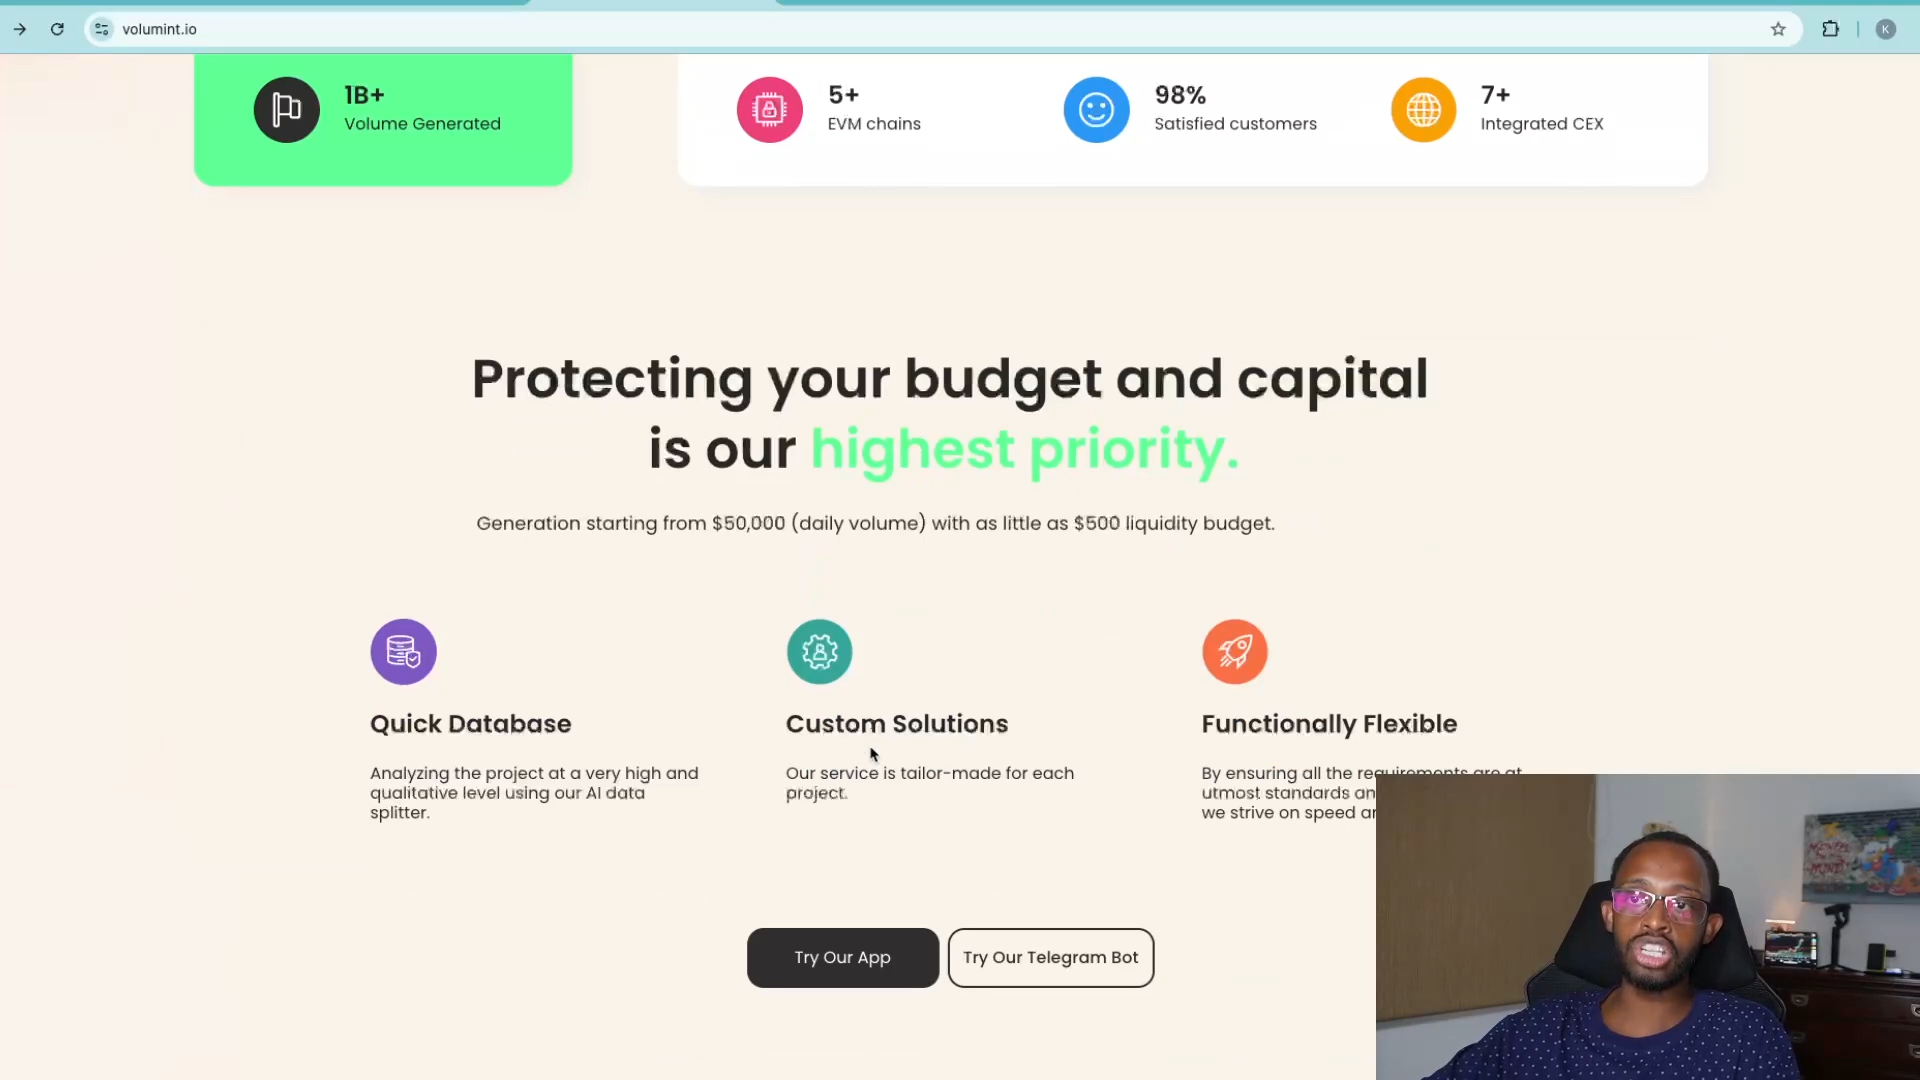 volumint.io
K
1B+
Volume Generated
5+
EVM chains
98%
Satisfied customers
7+
Integrated CEX
Protecting your budget and capital
is our highest priority.
Generation starting from $50,000 (daily volume) with as little as $500 liquidity budget.
Quick Database
Analyzing the project at a very high and
qualitative level using our AI data
splitter.
Custom Solutions
Our service is tailor-made for each
project.
Functionally Flexible
By ensuring all the requirements are at
utmost standards
we strive on speed
Try Our App
Try Our Telegram Bot